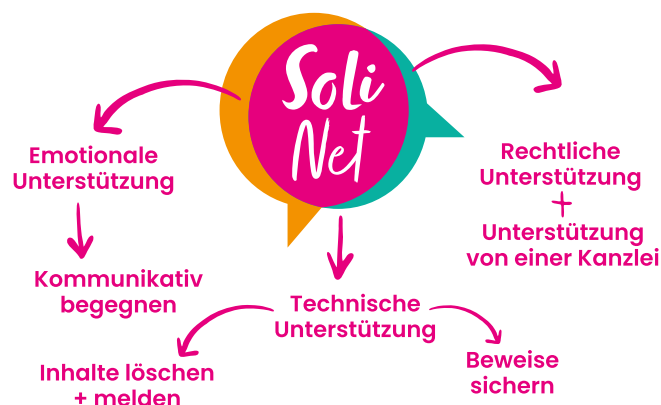 Soli
Net
Emotionale
Unterstützung
Kommunikativ
begegnen
Technische
Unterstützung
Inhalte löschen
+ melden
Beweise
sichern
Rechtliche
Unterstützung
+
Unterstützung
von einer Kanzlei